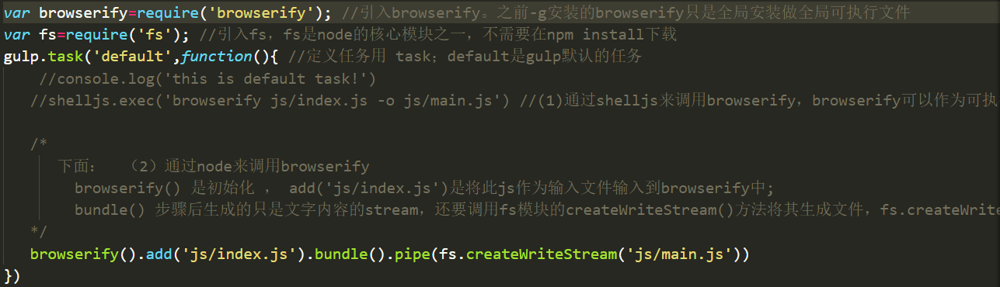 var browserify=require('browserify'); //引入browserify。之前-g安装的browserify只是全局安装做全局可执行文件
var fs=require('fs'); //引入fs，fs是node的核心模块之一，不需要在npm install下载
gulp.task('default',function(){ //定义任务用 task；default是gulp默认的任务
//console.log('this is default task!')
//shelljs.exec('browserify js/index.js -o js/main.js') //(1)通过shelljs来调用browserify，browserify可以作为可执
/*
下面： （2）通过node来调用browserify
browserify() 是初始化 ， add('js/index.js')是将此js作为输入文件输入到browserify中;
bundle() 步骤后生成的只是文字内容的stream，还要调用fs模块的createWriteStream()方法将其生成文件，fs.createWrite
*/
browserify().add('js/index.js').bundle().pipe(fs.createWriteStream('js/main.js'))
})